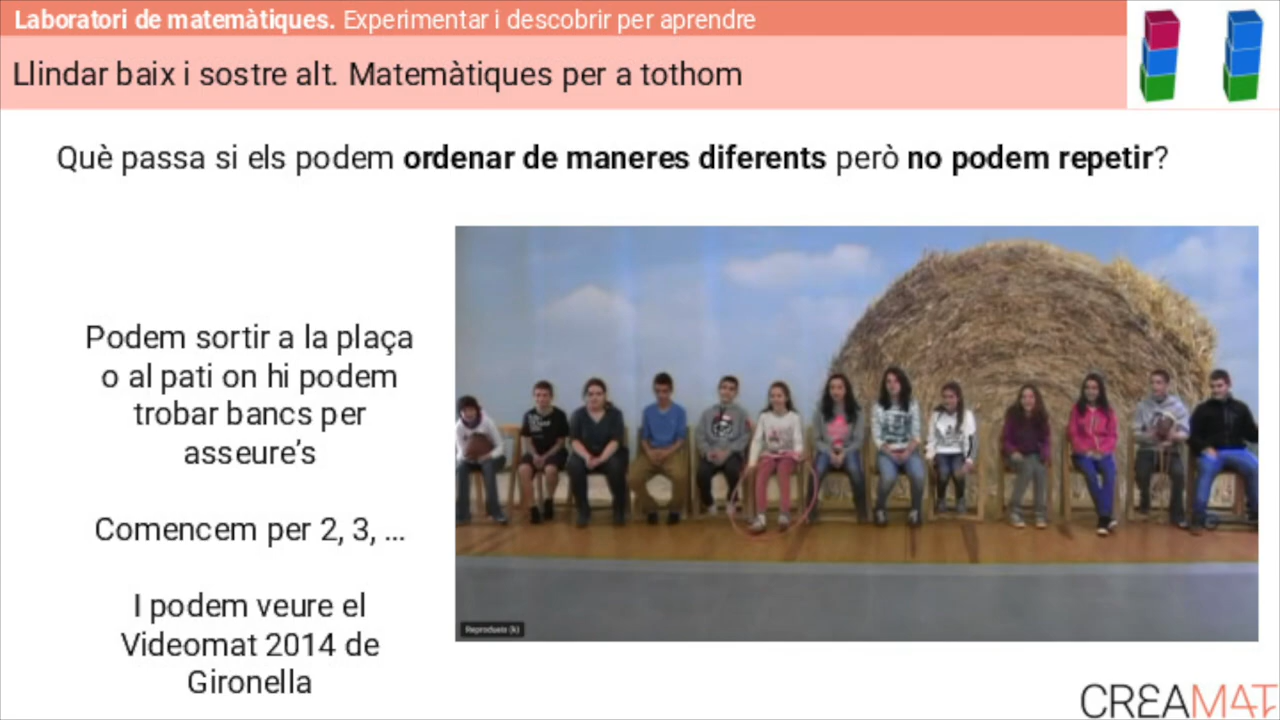 Laboratori de matemàtiques. Experimentar i descobrir per aprendre
Llindar baix i sostre alt. Matemàtiques per a tothom
Què passa si els podem ordenar de maneres diferents però no podem repetir?
Podem sortir a la plaça
o al pati on hi podem
trobar bancs per
asseure's
Comencem per 2, 3, ...
I podem veure el
Videomat 2014 de
Gironella
Reprodueix (k)
CREAMAT